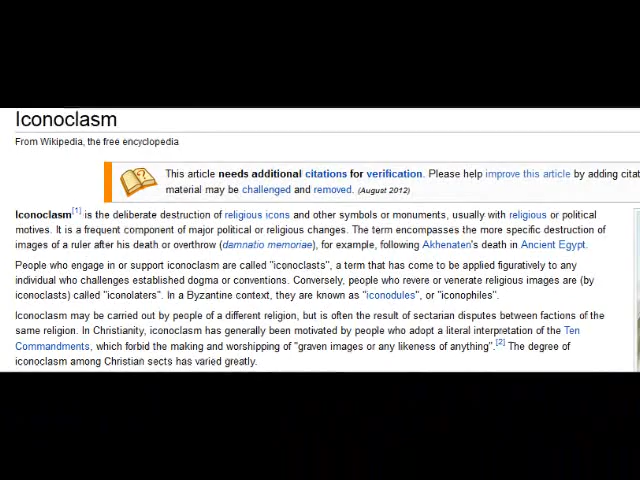 Iconoclasm
From Wikipedia, the free encyclopedia
This article needs additional citations for verification. Please help improve this article by adding citat
material may be challenged and removed. (August 2012)
Iconoclasm[1] is the deliberate destruction of religious icons and other symbols or monuments, usually with religious or political
motives. It is a frequent component of major political or religious changes. The term encompasses the more specific destruction of
images of a ruler after his death or overthrow (damnatio memoriae), for example, following Akhenaten's death in Ancient Egypt.
People who engage in or support iconoclasm are called "iconoclasts", a term that has come to be applied figuratively to any
individual who challenges established dogma or conventions. Conversely, people who revere or venerate religious images are (by
iconoclasts) called "iconolaters". In a Byzantine context, they are known as "iconodules", or "iconophiles".
Iconoclasm may be carried out by people of a different religion, but is often the result of sectarian disputes between factions of the
same religion. In Christianity, iconoclasm has generally been motivated by people who adopt a literal interpretation of the Ten
Commandments, which forbid the making and worshipping of "graven images or any likeness of anything".[2] The degree of
iconoclasm among Christian sects has varied greatly.